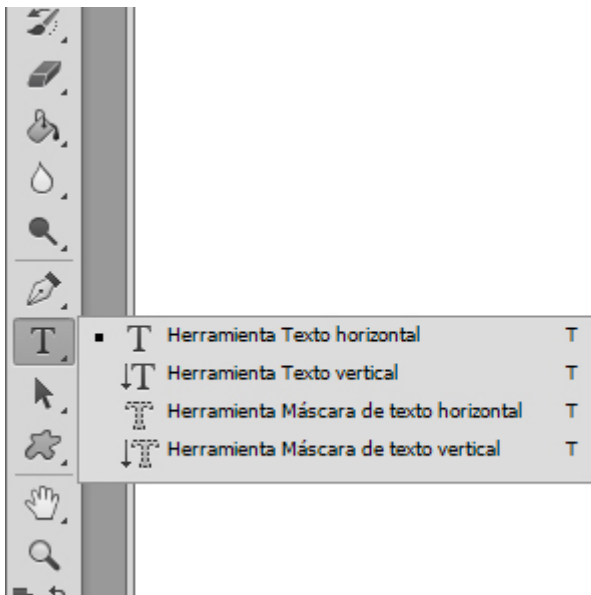 Herramienta Texto horizontal T
Herramienta Texto vertical T
Herramienta Máscara de texto horizontal T
Herramienta Máscara de texto vertical T